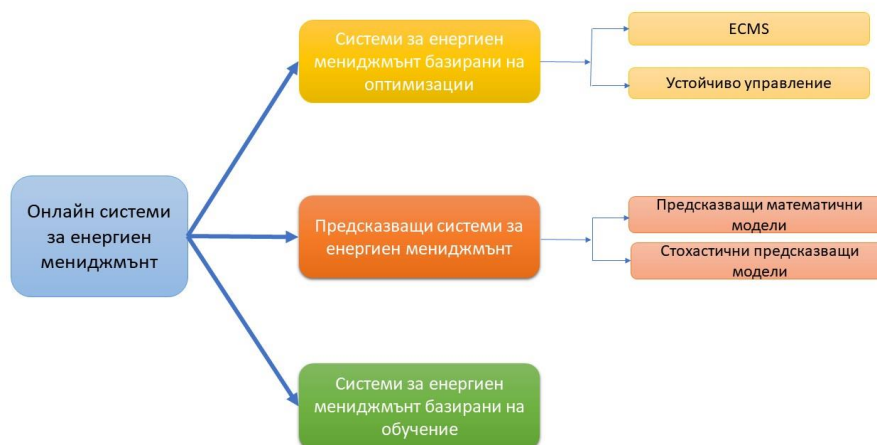 Онлайн системи
за енергиен
мениджмънт
Системи за енергиен
мениджмънт базирани на
оптимизации
ECMS
Устойчиво управление
Предсказващи системи за
енергиен мениджмънт
Предсказващи математични
модели
Стохастични предсказващи
модели
Системи за енергиен
мениджмънт базирани на
обучение